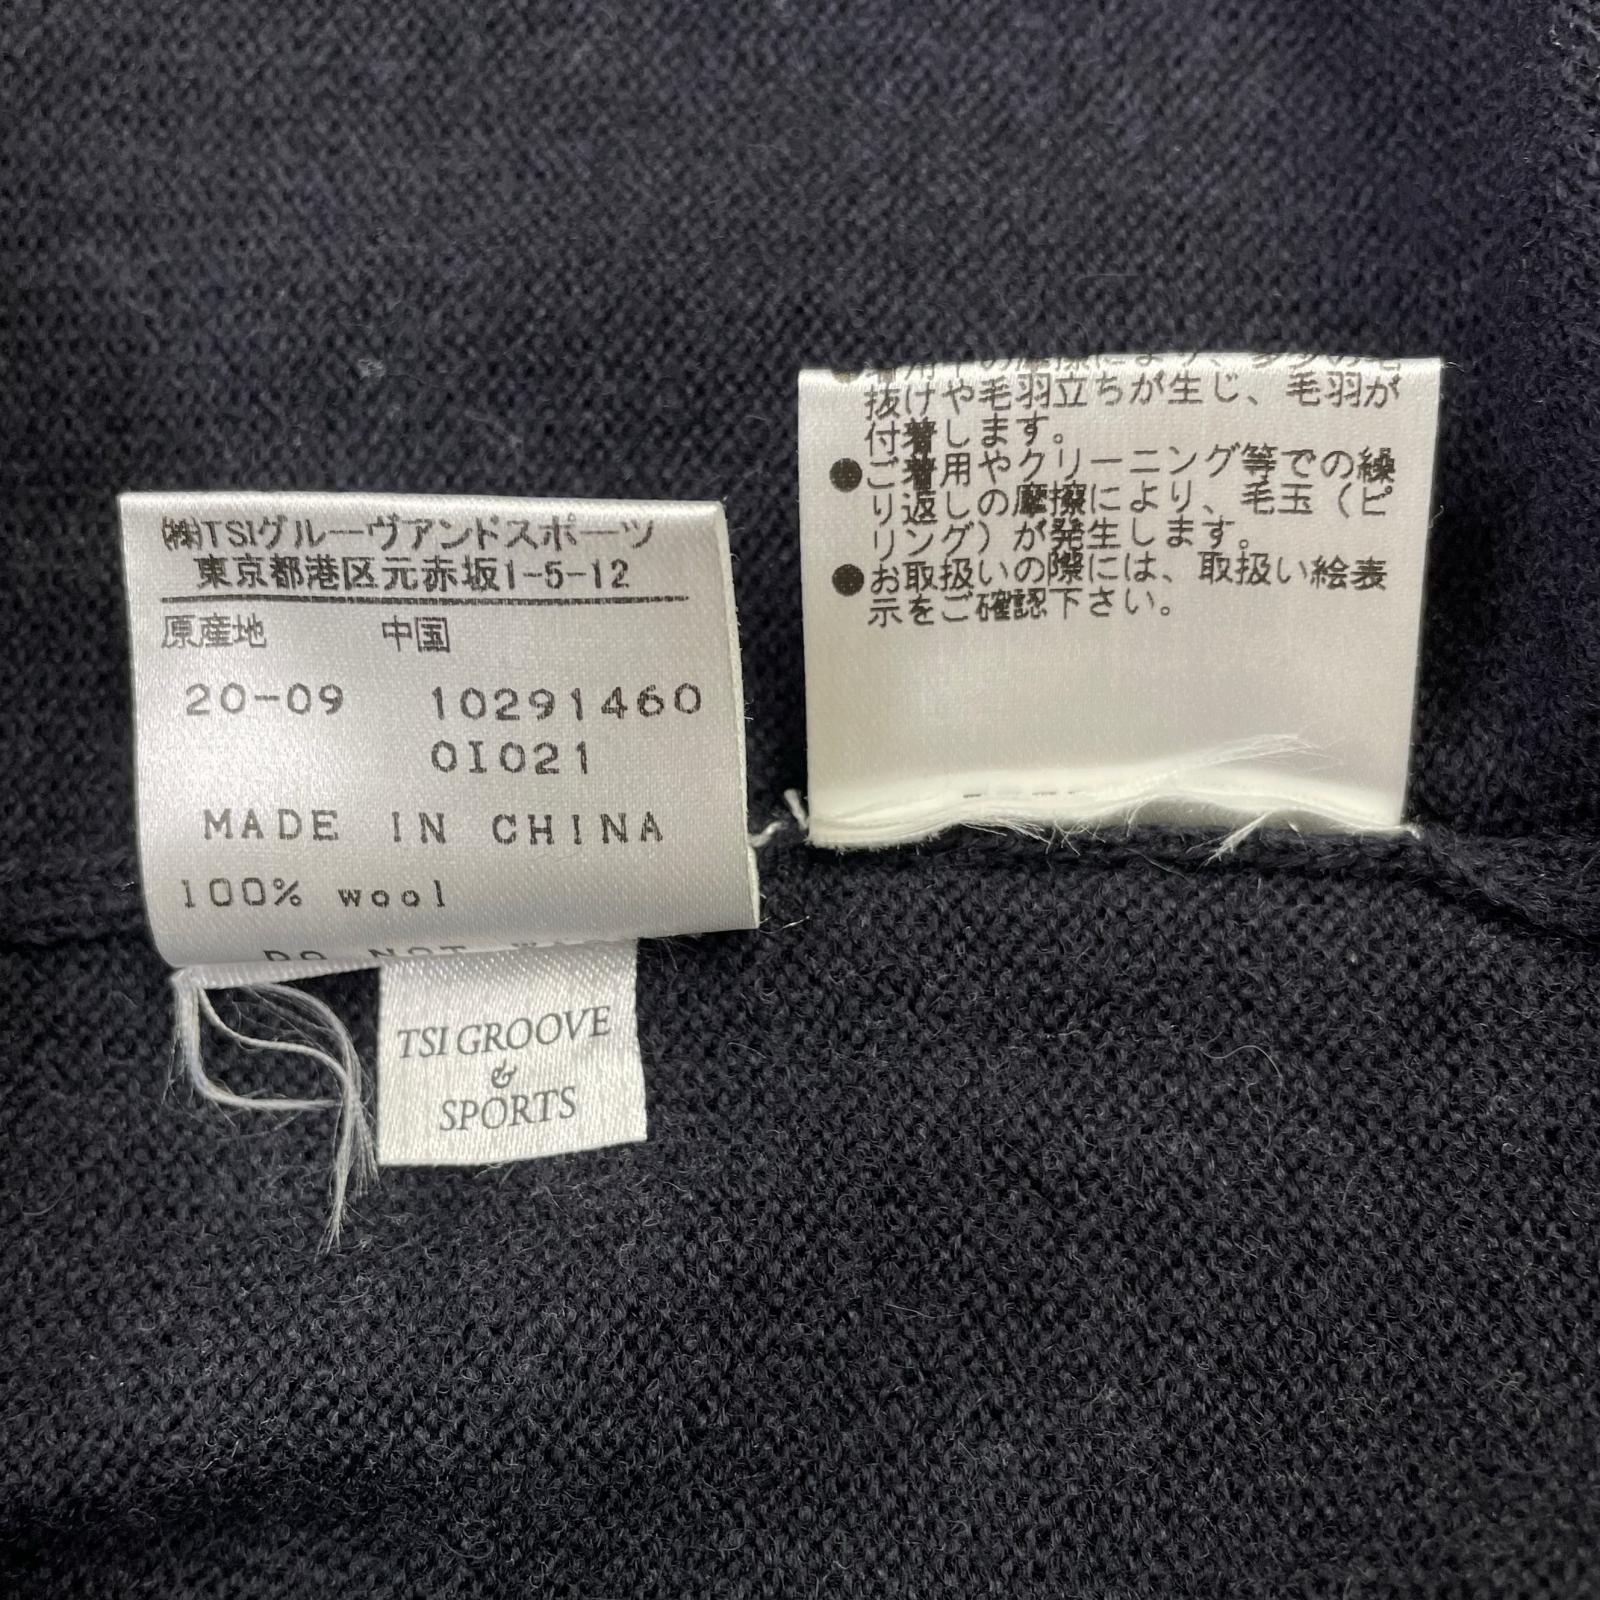 ㈱TSIグルーヴアンドスポーツ
東京都港区元赤坂1-5-12
原産地 中国
20-09 10291460
01021
MADE IN CHINA
100% wool
DO NOT
TSI GROOVE
&
SPORTS
抜けや毛羽立ちが生じ、毛羽が
付着します。
●ご着用やクリーニング等での繰
り返しの摩擦により、毛玉（ピ
リング）が発生します。
●お取扱いの際には、取扱い絵表
示をご確認下さい。